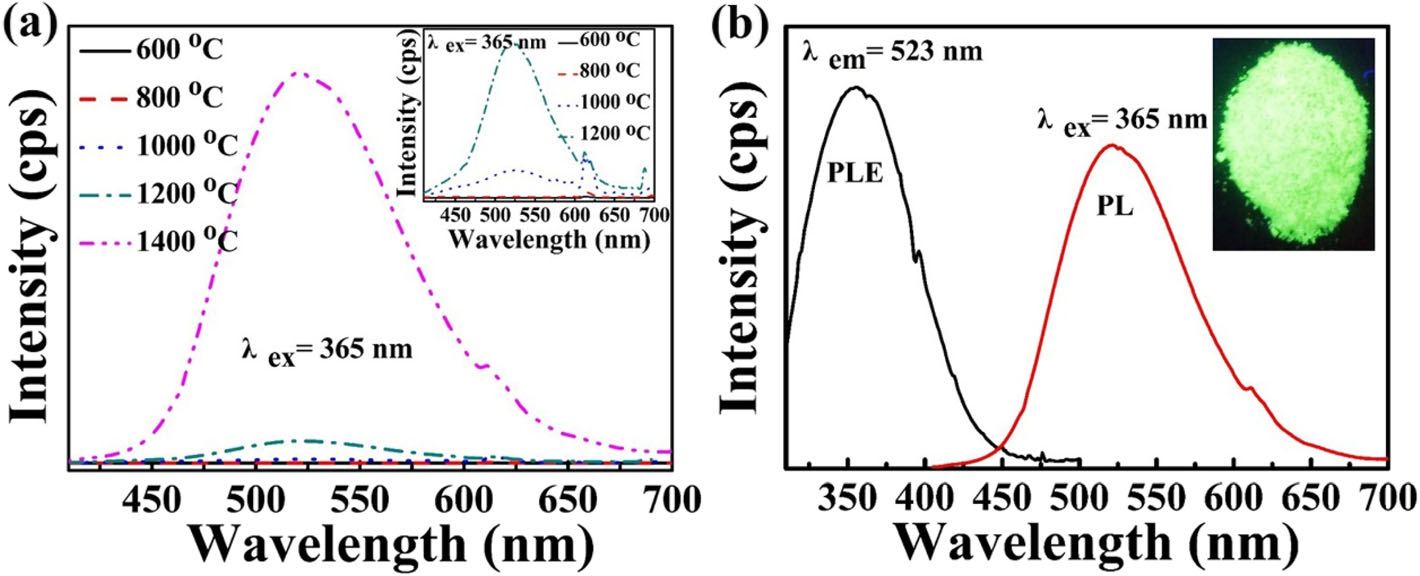 (a)
Intensity (cps)
600 °C
800 °C
1000 °C
1200 °C
1400 °C
λ ex= 365 nm
450 500 550 600 650 700
Wavelength (nm)
Intensity (cps)
λ ex= 365 nm
600 °C
800 °C
1000 °C
1200 °C
450 500 550 600 650 700
Wavelength (nm)
(b)
Intensity (cps)
λ em= 523 nm
λ ex= 365 nm
PLE
PL
350 400 450 500 550 600 650 700
Wavelength (nm)